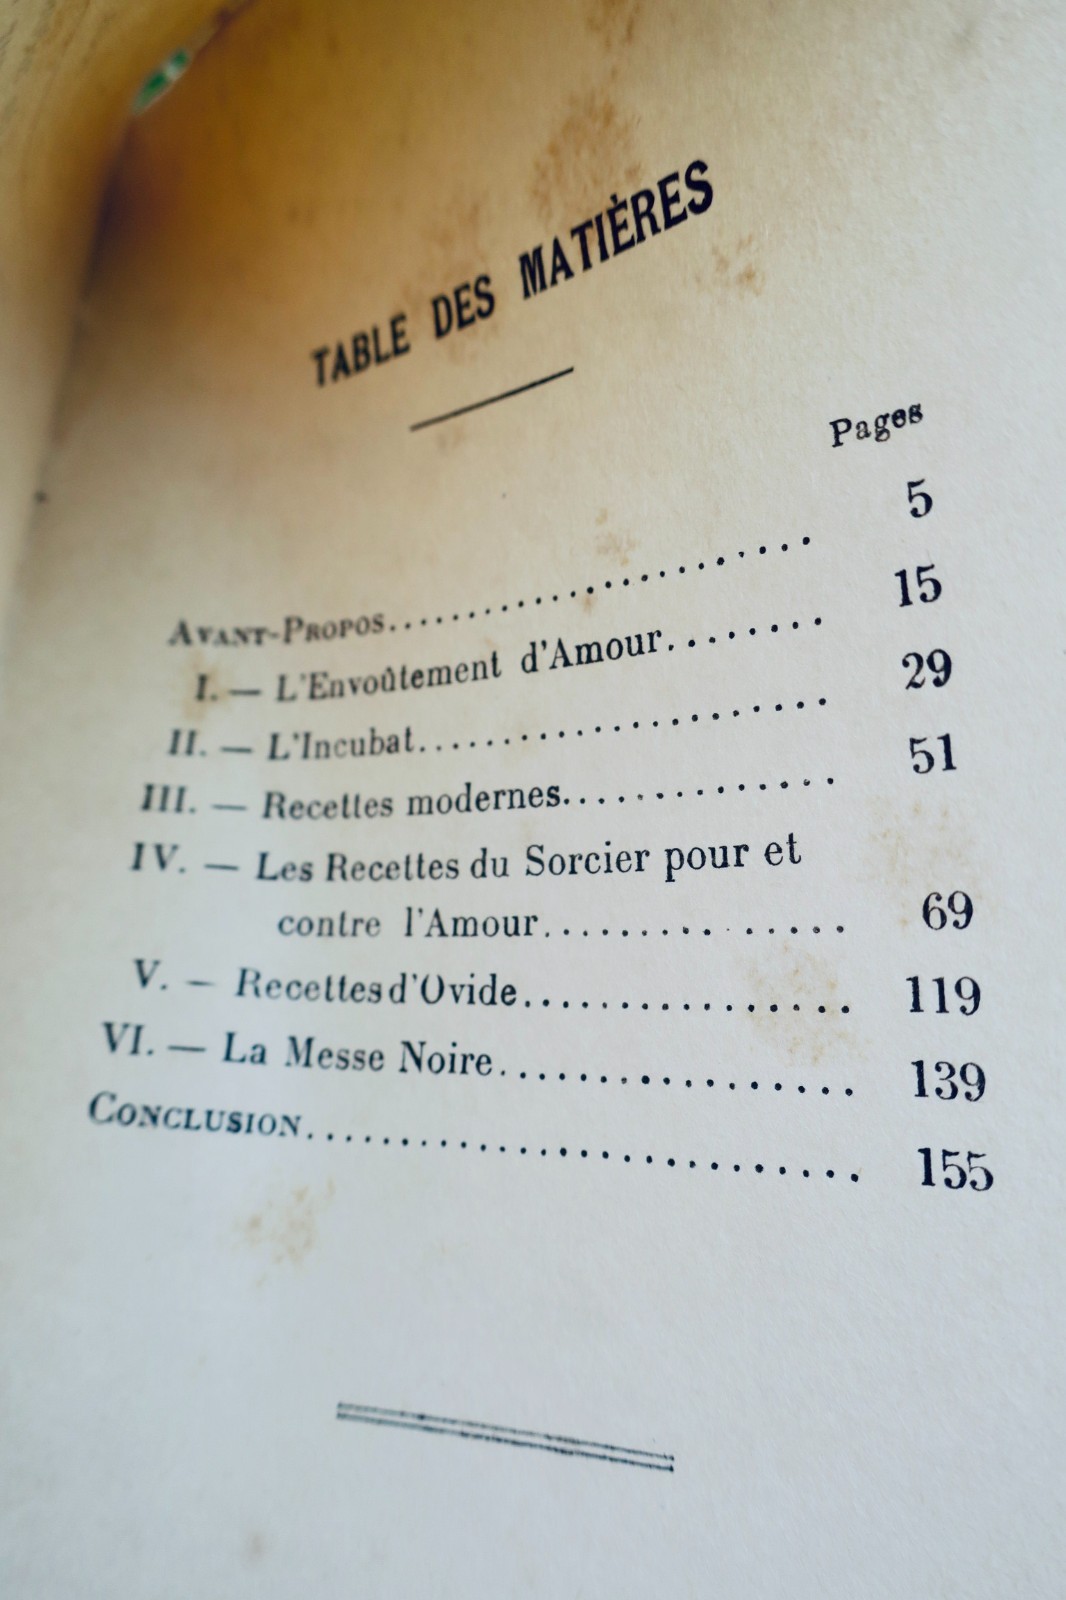 TABLE DES MATIÈRES
Pages
AVANT-PROPOS...................... 5
I. — L'Envoûtement d'Amour........ 15
II. — L'Incubat................... 29
III. — Recettes modernes.............. 51
IV. — Les Recettes du Sorcier pour et
contre l'Amour.............. 69
V. — Recettes d'Ovide................ 119
VI. — La Messe Noire................ 139
CONCLUSION......................... 155